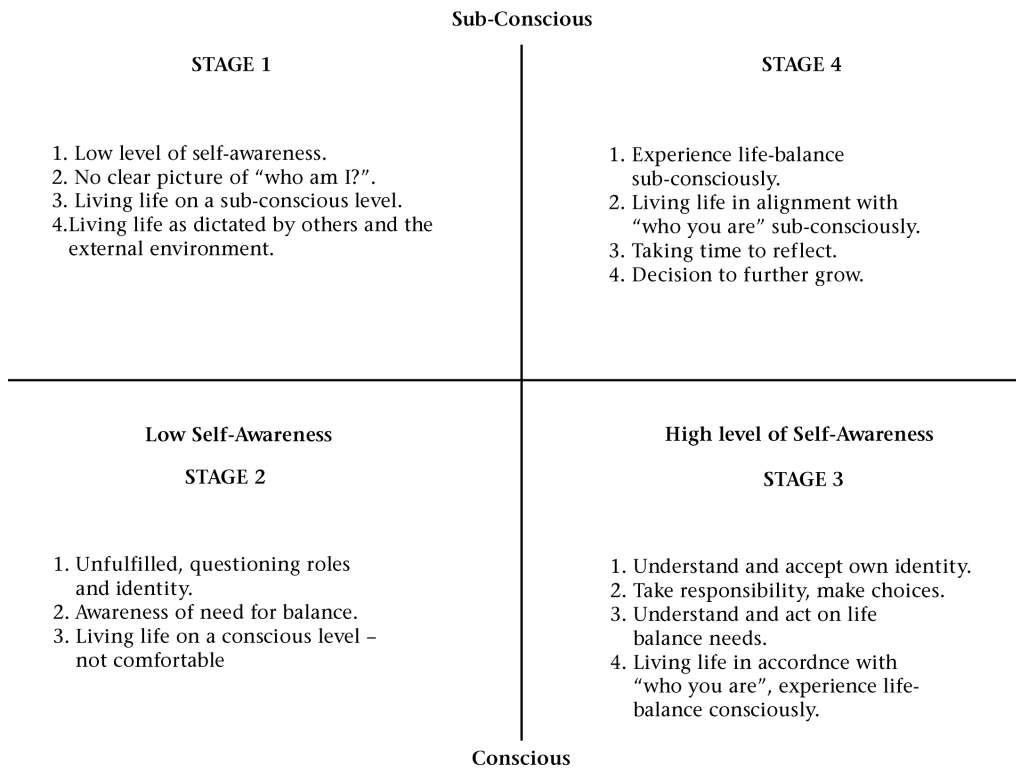 Sub-Conscious
STAGE 1
1. Low level of self-awareness.
2. No clear picture of “who am I?”.
3. Living life on a sub-conscious level.
4.Living life as dictated by others and the
external environment.
STAGE 4
1. Experience life-balance
sub-consciously.
2. Living life in alignment with
“who you are” sub-consciously.
3. Taking time to reflect.
4. Decision to further grow.
Low Self-Awareness
STAGE 2
1. Unfulfilled, questioning roles
and identity.
2. Awareness of need for balance.
3. Living life on a conscious level –
not comfortable
High level of Self-Awareness
STAGE 3
1. Understand and accept own identity.
2. Take responsibility, make choices.
3. Understand and act on life
balance needs.
4. Living life in accordnce with
“who you are”, experience life-
balance consciously.
Conscious